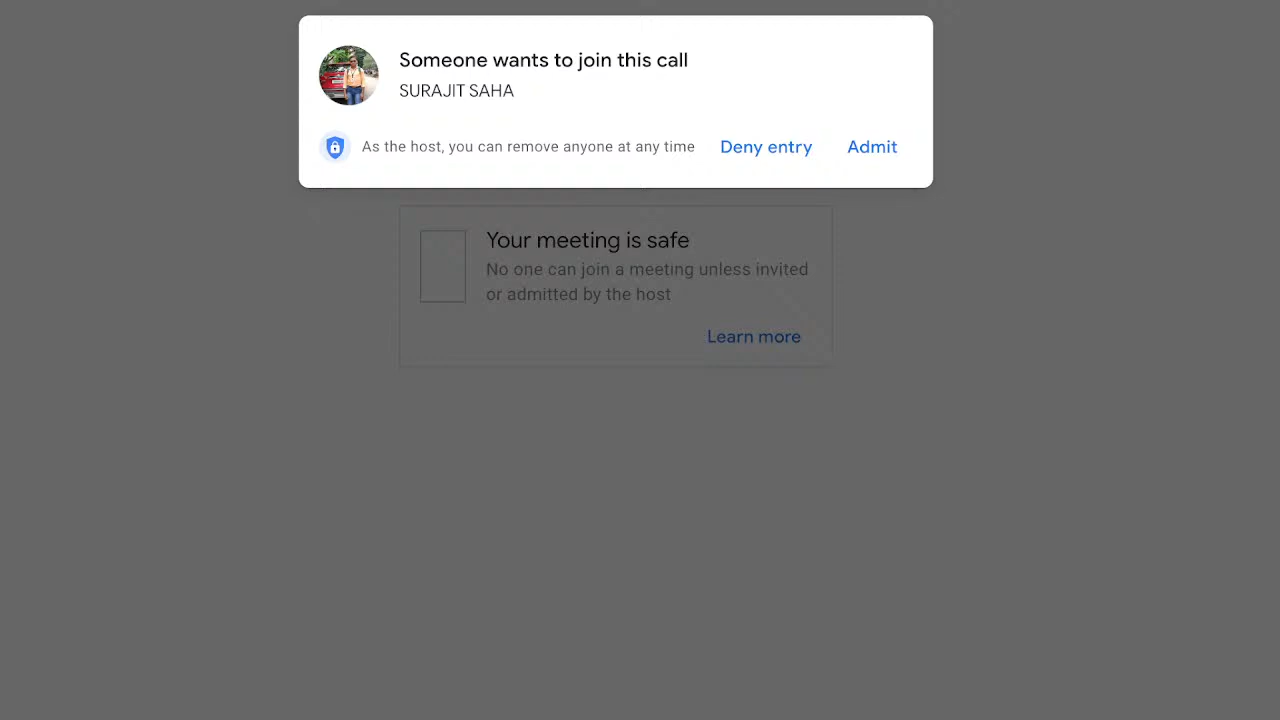 Someone wants to join this call
SURAJIT SAHA
As the host, you can remove anyone at any time
Deny entry
Admit
Your meeting is safe
No one can join a meeting unless invited
or admitted by the host
Learn more